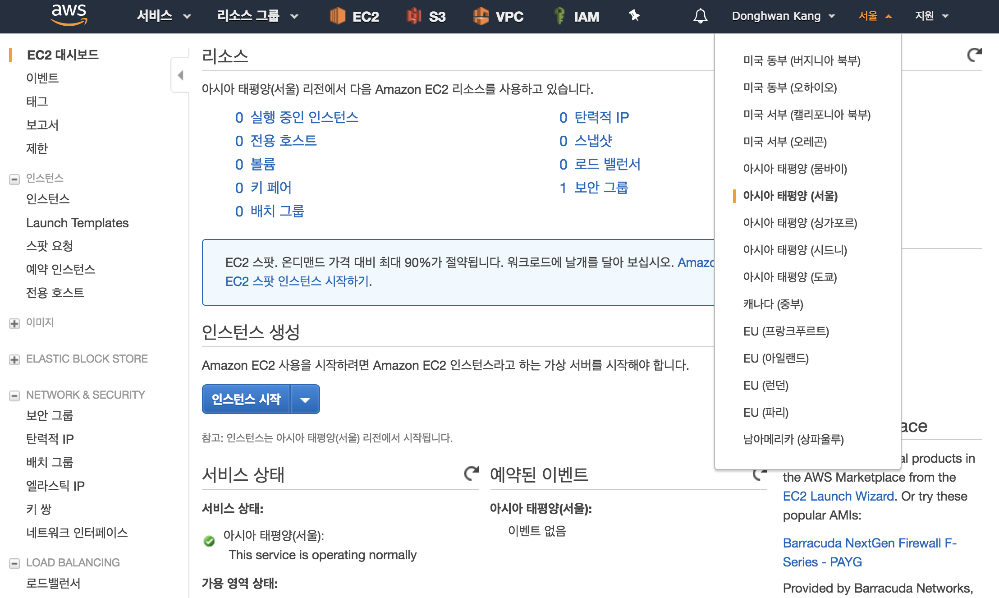 aws
서비스
리소스 그룹
EC2
S3
VPC
IAM
Donghwan Kang
서울
지원
EC2 대시보드
이벤트
태그
보고서
제한
인스턴스
인스턴스
Launch Templates
스팟 요청
예약 인스턴스
전용 호스트
이미지
ELASTIC BLOCK STORE
NETWORK & SECURITY
보안 그룹
탄력적 IP
배치 그룹
엘라스틱 IP
키 쌍
네트워크 인터페이스
LOAD BALANCING
로드밸런서
리소스
아시아 태평양(서울) 리전에서 다음 Amazon EC2 리소스를 사용하고 있습니다.
0 실행 중인 인스턴스
0 탄력적 IP
0 전용 호스트
0 스냅샷
0 볼륨
0 로드 밸런서
0 키 페어
1 보안 그룹
0 배치 그룹
EC2 스팟. 온디맨드 가격 대비 최대 90%가 절약됩니다. 워크로드에 날개를 달아 보십시오. Amazo
EC2 스팟 인스턴스 시작하기.
인스턴스 생성
Amazon EC2 사용을 시작하려면 Amazon EC2 인스턴스라고 하는 가상 서버를 시작해야 합니다.
인스턴스 시작
참고: 인스턴스는 아시아 태평양(서울) 리전에서 시작됩니다.
서비스 상태
서비스 상태:
아시아 태평양(서울):
This service is operating normally
가용 영역 상태:
예약된 이벤트
아시아 태평양(서울):
이벤트 없음
미국 동부 (버지니아 북부)
미국 동부 (오하이오)
미국 서부 (캘리포니아 북부)
미국 서부 (오레곤)
아시아 태평양 (뭄바이)
아시아 태평양 (서울)
아시아 태평양 (싱가포르)
아시아 태평양 (시드니)
아시아 태평양 (도쿄)
캐나다 (중부)
EU (프랑크푸르트)
EU (아일랜드)
EU (런던)
EU (파리)
남아메리카 (상파울루)
ace
al products in
the AWS Marketplace from the
EC2 Launch Wizard. Or try these
popular AMIs:
Barracuda NextGen Firewall F-
Series - PAYG
Provided by Barracuda Networks,